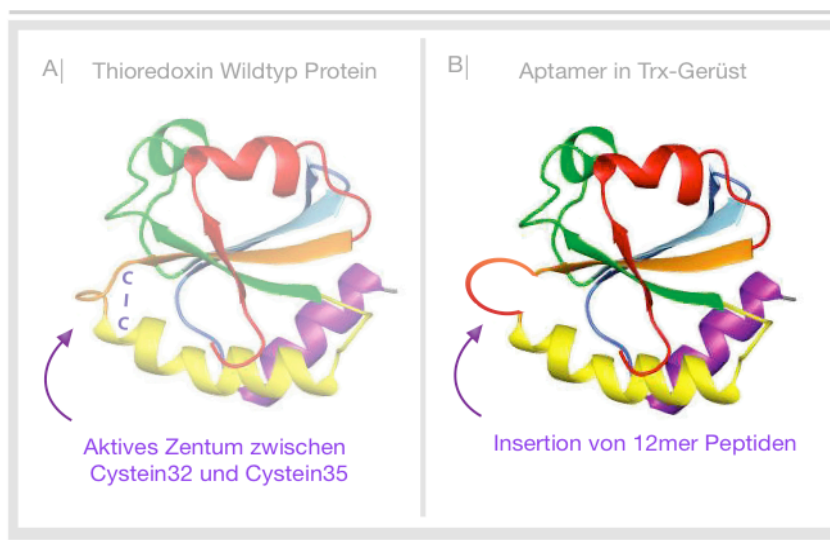 A| Thioredoxin Wildtyp Protein
B| Aptamer in Trx-Gerüst
C
I
C
Aktives Zentum zwischen
Cystein32 und Cystein35
Insertion von 12mer Peptiden